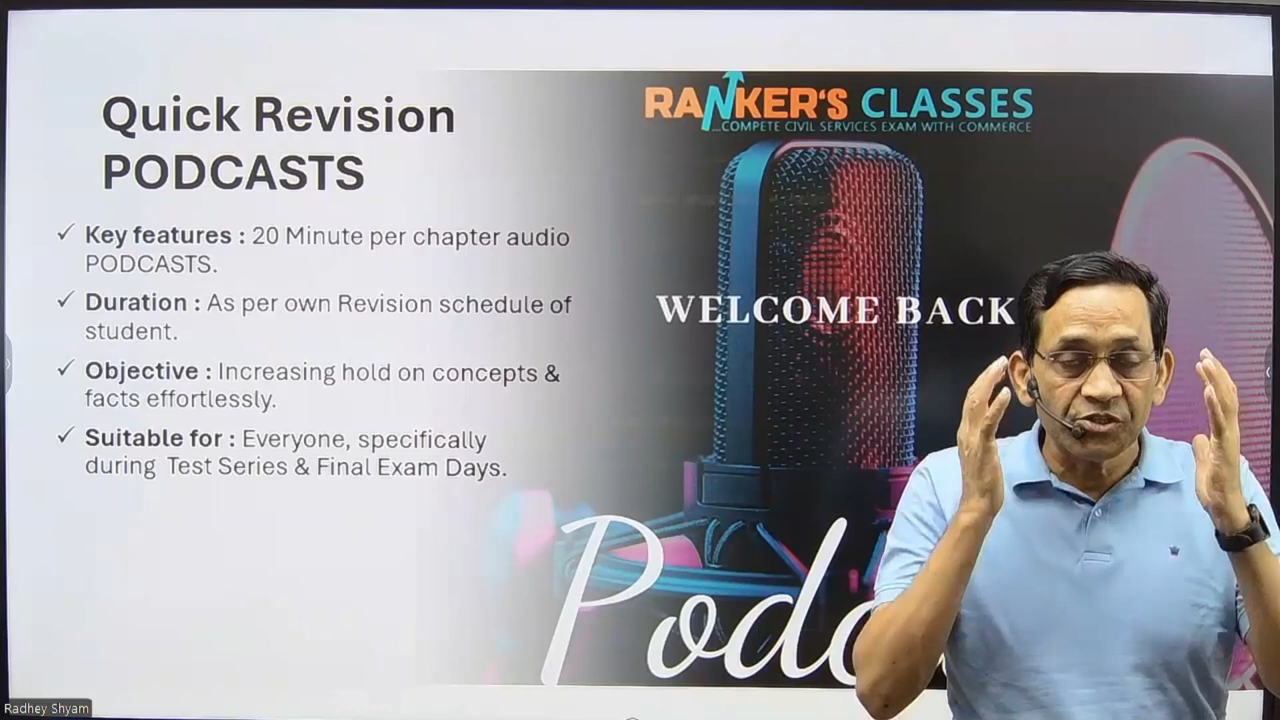 Quick Revision
PODCASTS
✓ Key features : 20 Minute per chapter audio
PODCASTS.
✓ Duration : As per own Revision schedule of
student.
✓ Objective : Increasing hold on concepts &
facts effortlessly.
✓ Suitable for : Everyone, specifically
during Test Series & Final Exam Days.
RANKER'S CLASSES
...COMPETE CIVIL SERVICES EXAM WITH COMMERCE
WELCOME BACK
Podc
Radhey Shyam